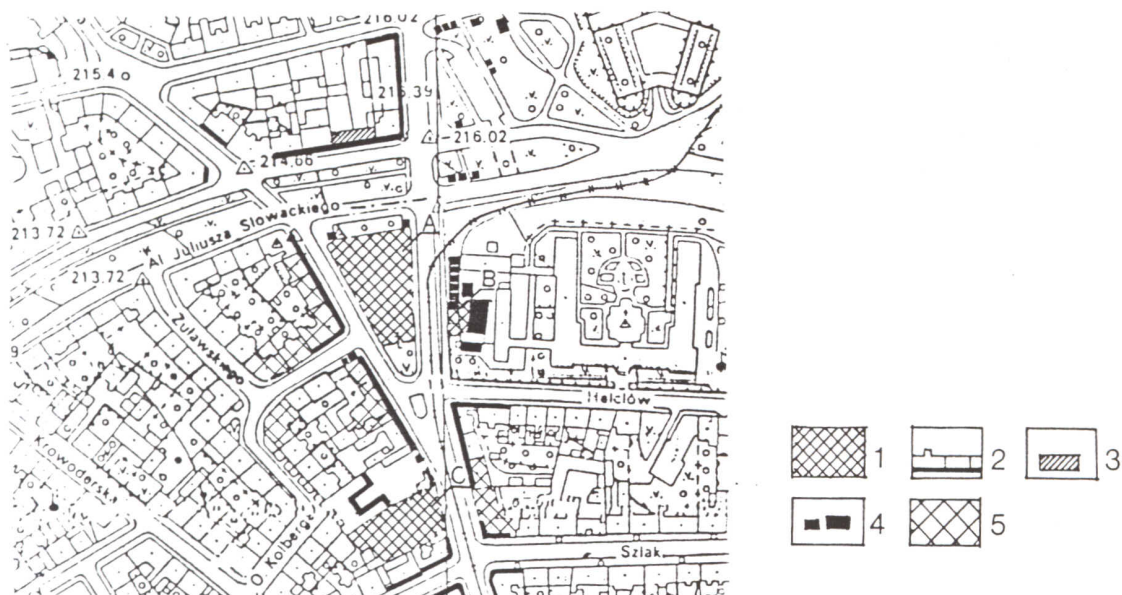 216.02
215.4
215.39
216.02
214.66
213.72
Al. Juliusza Słowackiego
213.72
B
Żuławskiego
9
Helclów
Krowoderska
C
Kolberga
Szlak
1
2
3
4
5